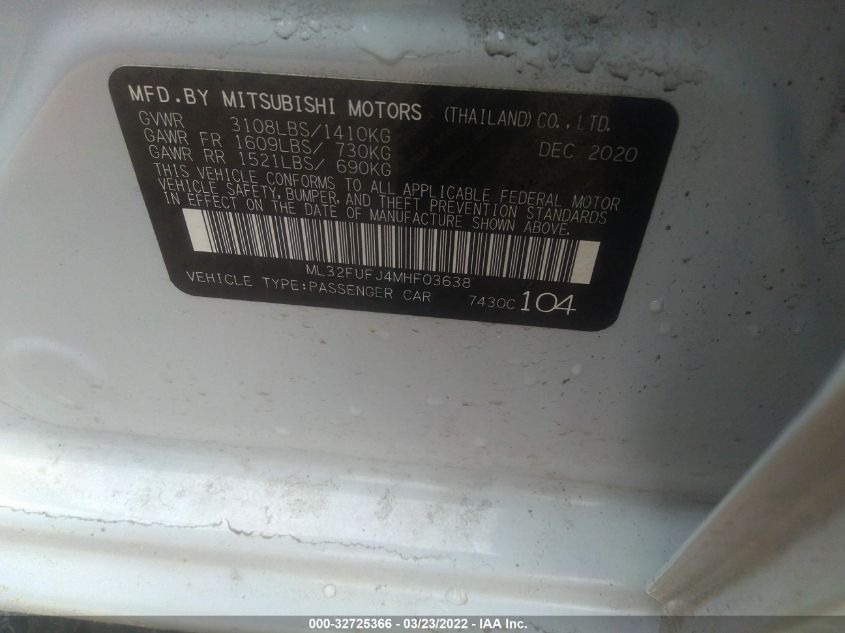 MFD.BY MITSUBISHI MOTORS (THAILAND)CO.,LTD.
GVWR 3108LBS/1410KG DEC 2020
GAWR FR 1609LBS/ 730KG
GAWR RR 1521LBS/ 690KG
THIS VEHICLE CONFORMS TO ALL APPLICABLE FEDERAL MOTOR
VEHICLE SAFETY, BUMPER, AND THEFT PREVENTION STANDARDS
IN EFFECT ON THE DATE OF MANUFACTURE SHOWN ABOVE.
ML32FUFJ4MHF03638
VEHICLE TYPE:PASSENGER CAR 7430C 104
000-32725366 - 03/23/2022 - IAA Inc.